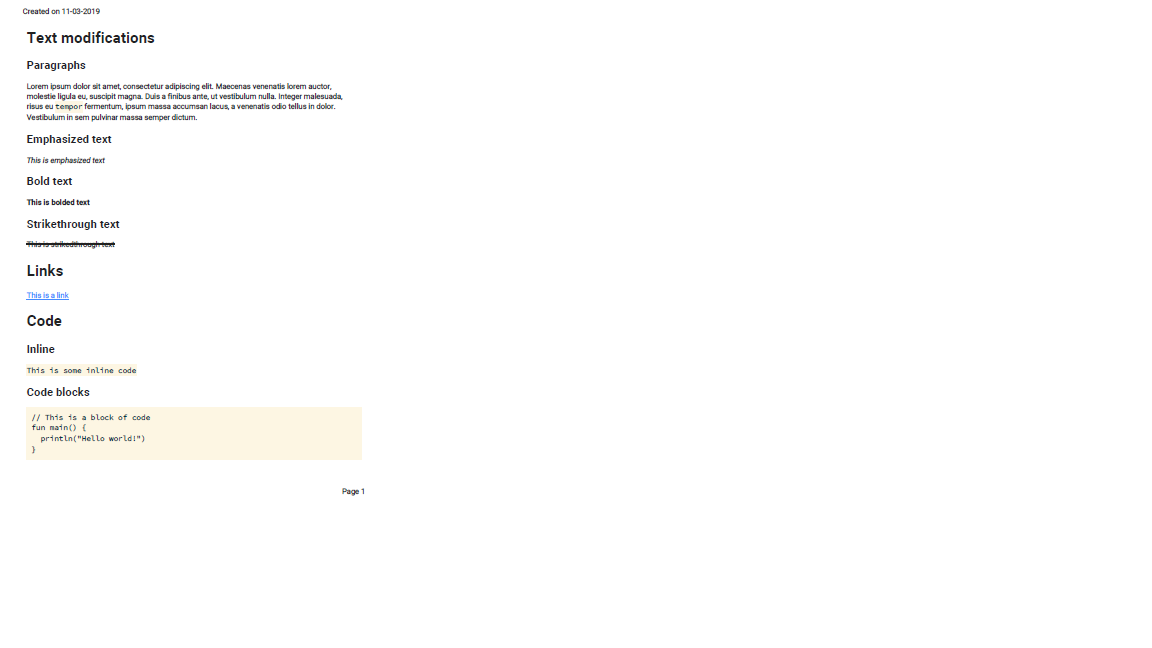 Created on 11-03-2019
Text modifications
Paragraphs
Lorem ipsum dolor sit amet, consectetur adipiscing elit. Maecenas venenatis lorem auctor,
molestie ligula eu, suscipit magna. Duis a finibus ante, ut vestibulum nulla. Integer malesuada,
risus eu tempor fermentum, ipsum massa accumsan lacus, a venenatis odio tellus in dolor.
Vestibulum in sem pulvinar massa semper dictum.
Emphasized text
This is emphasized text
Bold text
This is bolded text
Strikethrough text
This is strikedthrough text
Links
This is a link
Code
Inline
This is some inline code
Code blocks
// This is a block of code
fun main() {
  println("Hello world!")
}
Page 1